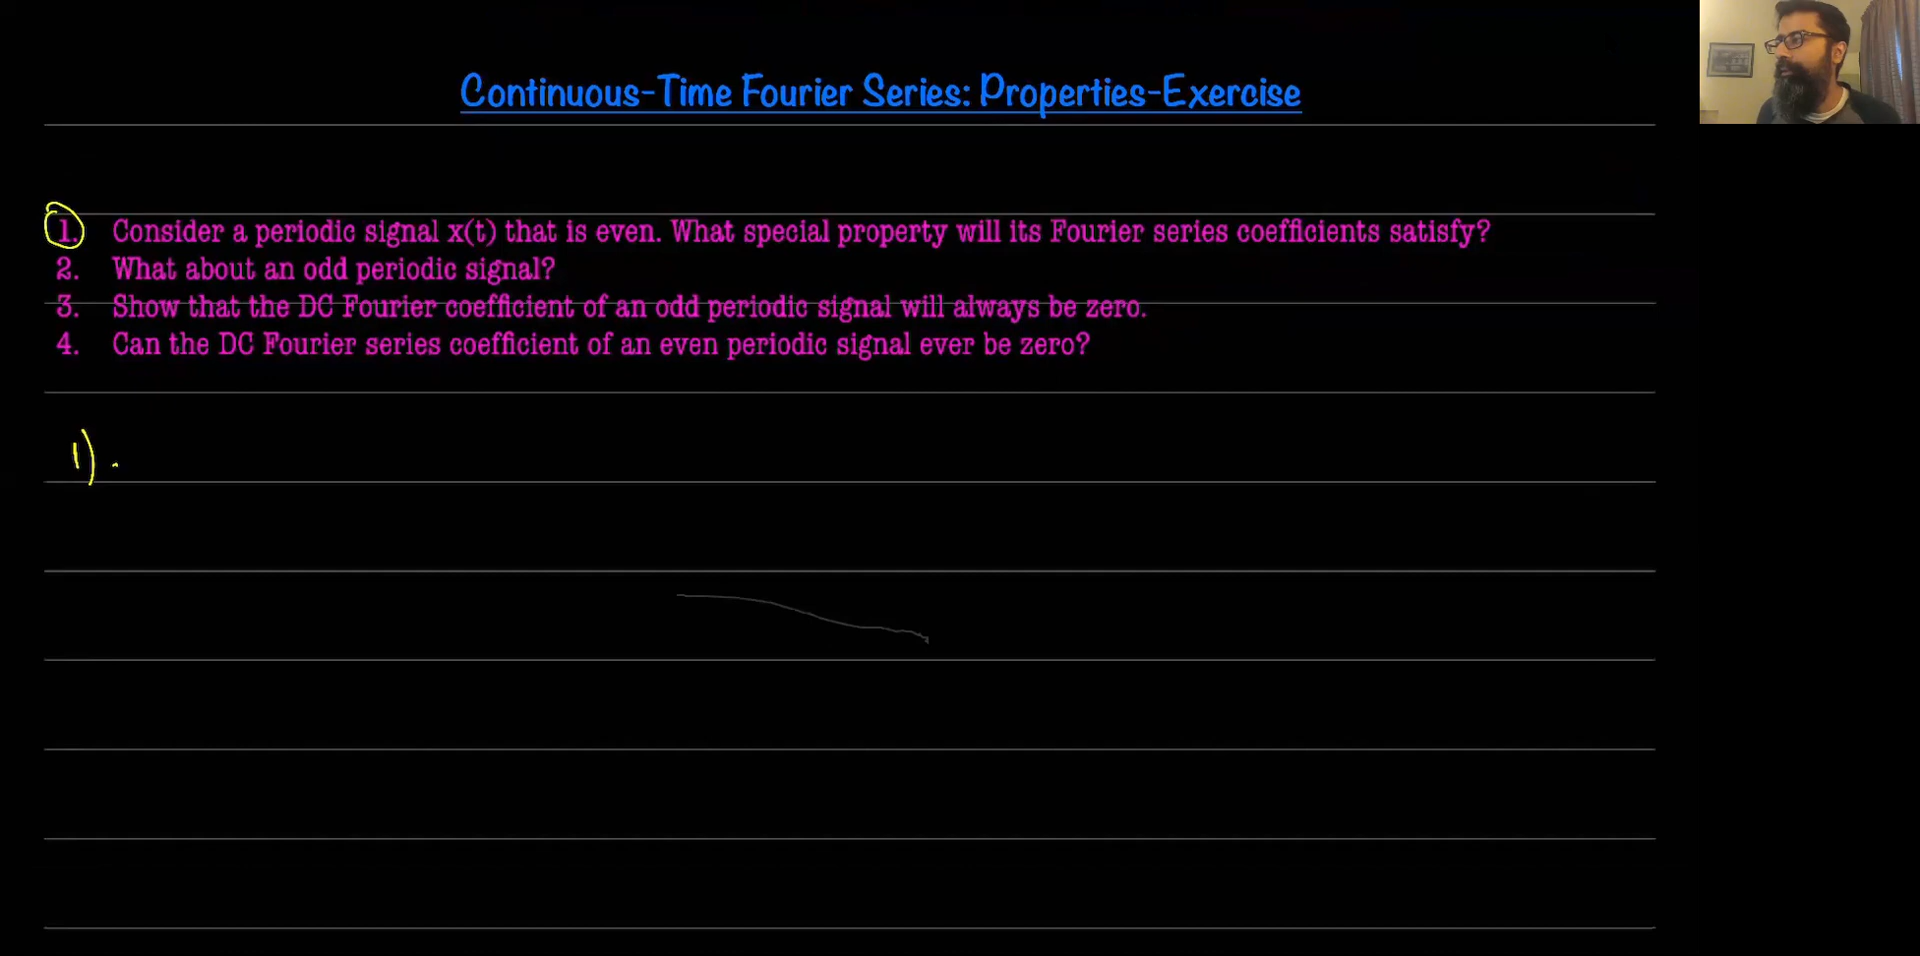 Continuous-Time Fourier Series: Properties-Exercise
1. Consider a periodic signal x(t) that is even. What special property will its Fourier series coefficients satisfy?
2. What about an odd periodic signal?
3. Show that the DC Fourier coefficient of an odd periodic signal will always be zero.
4. Can the DC Fourier series coefficient of an even periodic signal ever be zero?
1) .